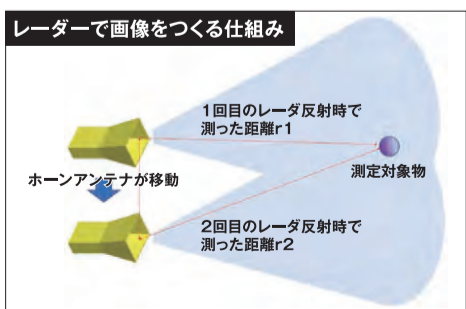 レーダーで画像をつくる仕組み
1回目のレーダ反射時で
測った距離r1
測定対象物
ホーンアンテナが移動
2回目のレーダ反射時で
測った距離r2